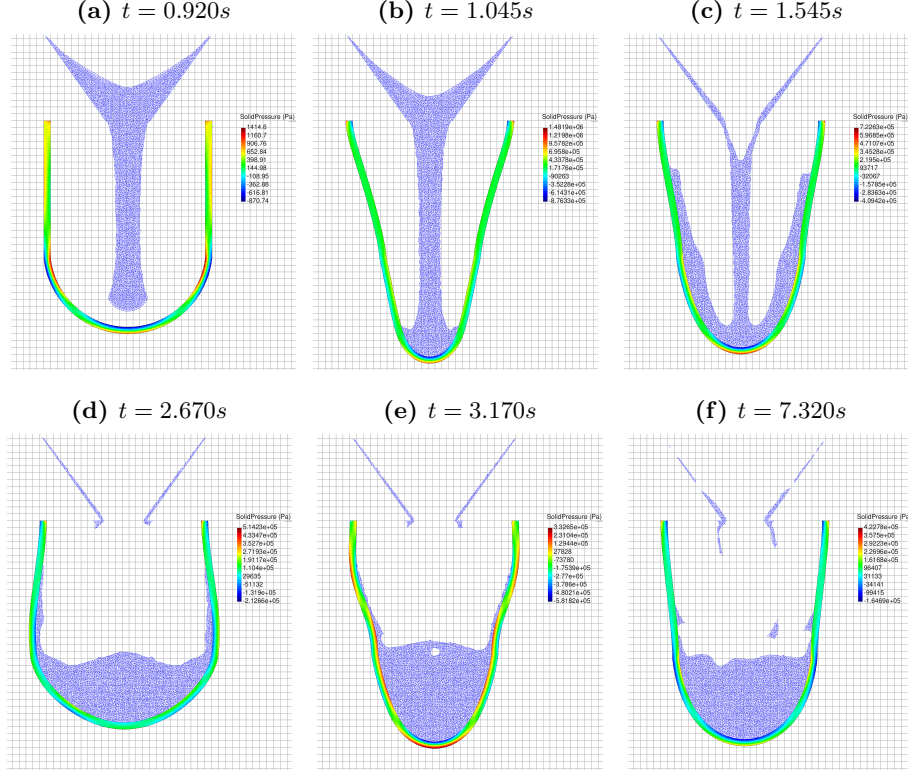 (a) t = 0.920s
(b) t = 1.045s
(c) t = 1.545s
SolidPressure (Pa)
1414.6
1160.7
906.76
652.84
398.91
144.98
-108.95
-362.88
-616.81
-870.74
SolidPressure (Pa)
1.4819e+06
1.2198e+06
9.5782e+05
6.958e+05
4.3378e+05
1.7176e+05
-90263
-3.5228e+05
-6.1431e+05
-8.7633e+05
SolidPressure (Pa)
7.2263e+05
5.9685e+05
4.7107e+05
3.4528e+05
2.195e+05
93717
-32067
-1.5785e+05
-2.8363e+05
-4.0942e+05
(d) t = 2.670s
(e) t = 3.170s
(f) t = 7.320s
SolidPressure (Pa)
5.1423e+05
4.3347e+05
3.527e+05
2.7193e+05
1.9117e+05
1.104e+05
29635
-51132
-1.319e+05
-2.1266e+05
SolidPressure (Pa)
3.3265e+05
2.3104e+05
1.2944e+05
27828
-73780
-1.7539e+05
-2.77e+05
-3.786e+05
-4.8021e+05
-5.8182e+05
SolidPressure (Pa)
4.2278e+05
3.575e+05
2.9223e+05
2.2696e+05
1.6168e+05
96407
31133
-34141
-99415
-1.6469e+05